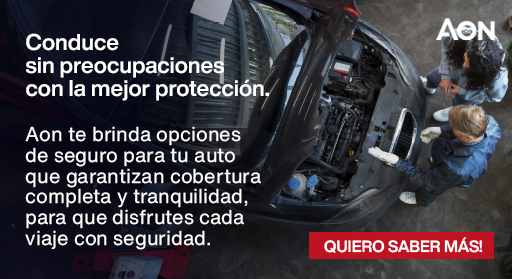 AON
Conduce
sin preocupaciones
con la mejor protección.
Aon te brinda opciones
de seguro para tu auto
que garantizan cobertura
completa y tranquilidad,
para que disfrutes cada
viaje con seguridad.
QUIERO SABER MÁS!